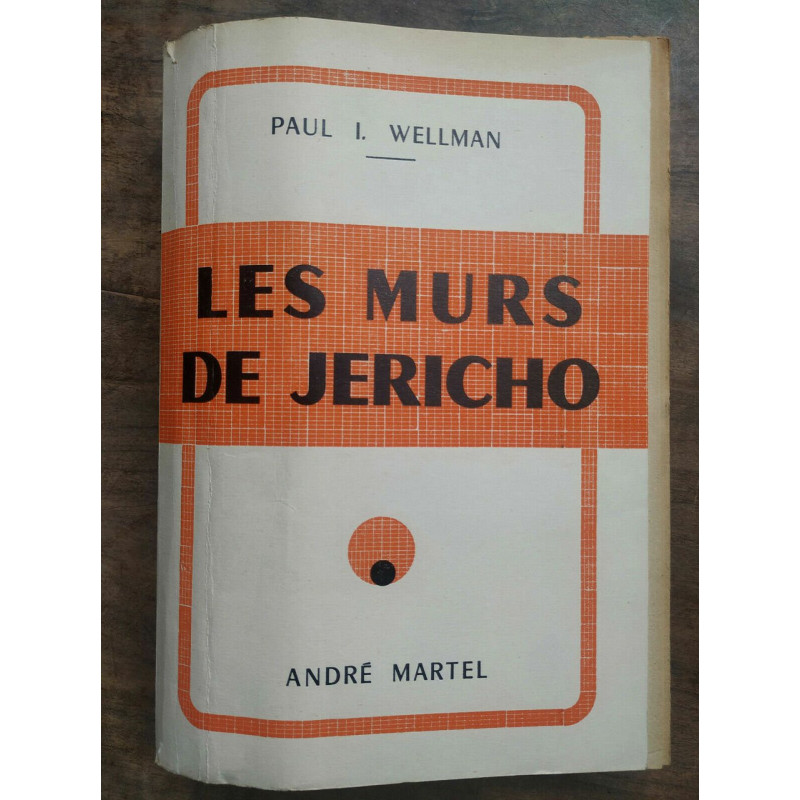 PAUL I. WELLMAN
LES MURS
DE JERICHO
ANDRÉ MARTEL